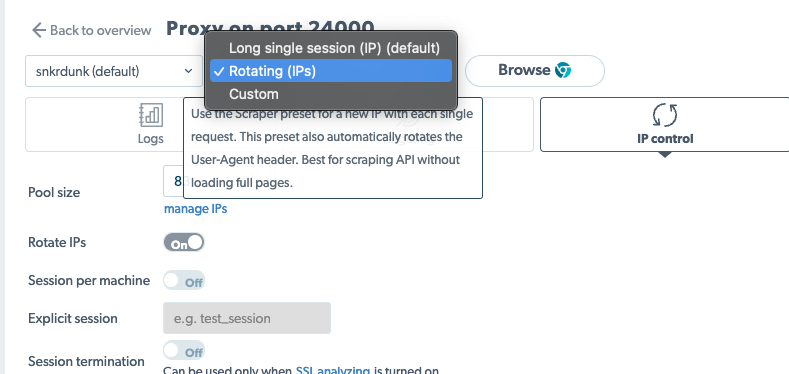 Back to overview Proxy on port 24000
Long single session (IP) (default)
snkrdunk (default)
✓ Rotating (IPs)
Browse
Custom
Use the Scraper preset for a new IP with each single
request. This preset also automatically rotates the
User-Agent header. Best for scraping API without
loading full pages.
Logs
IP control
Pool size
8
manage IPs
Rotate IPs
On
Session per machine
Off
Explicit session
e.g. test_session
Session termination
Off
Can be used only when SSL analyzing is turned on